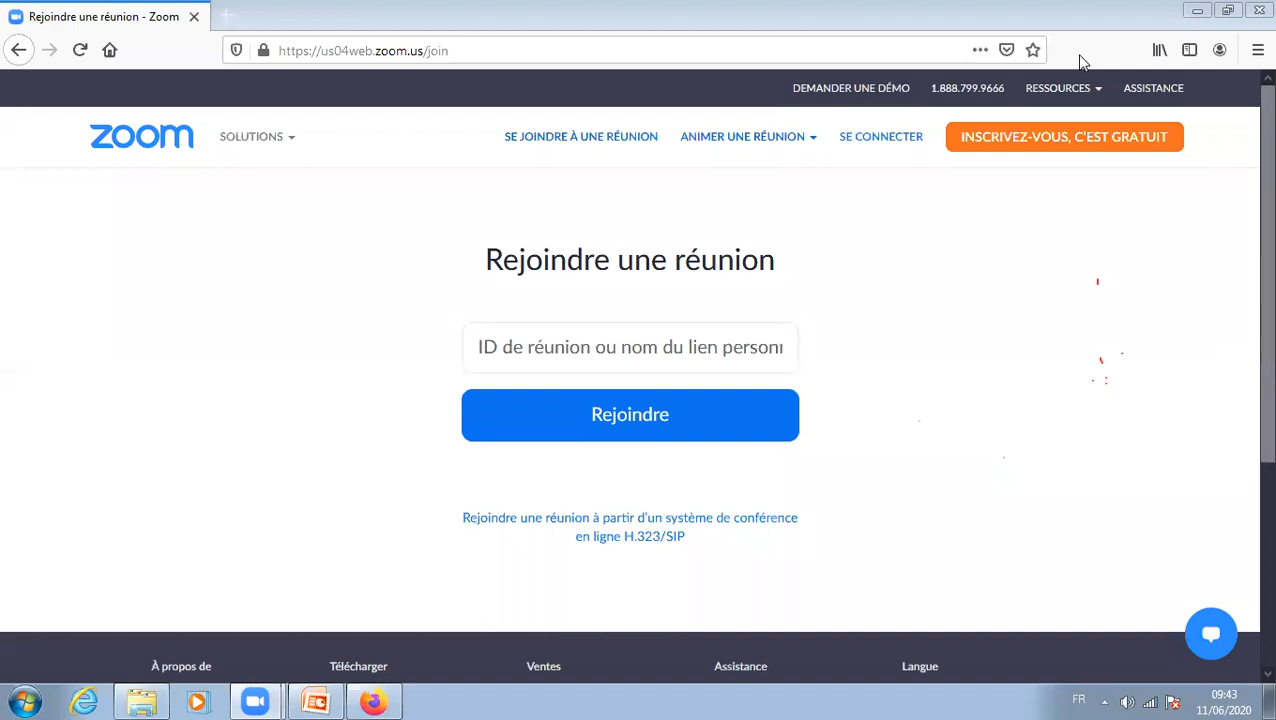 Rejoindre une réunion - Zoom
https://us04web.zoom.us/join
DEMANDER UNE DÉMO 1.888.799.9666 RESSOURCES ASSISTANCE
zoom SOLUTIONS SE JOINDRE À UNE RÉUNION ANIMER UNE RÉUNION SE CONNECTER INSCRIVEZ-VOUS, C'EST GRATUIT
Rejoindre une réunion
ID de réunion ou nom du lien personr
Rejoindre
Rejoindre une réunion à partir d'un système de conférence
en ligne H.323/SIP
À propos de Télécharger Ventes Assistance Langue
FR 09:43
11/06/2020